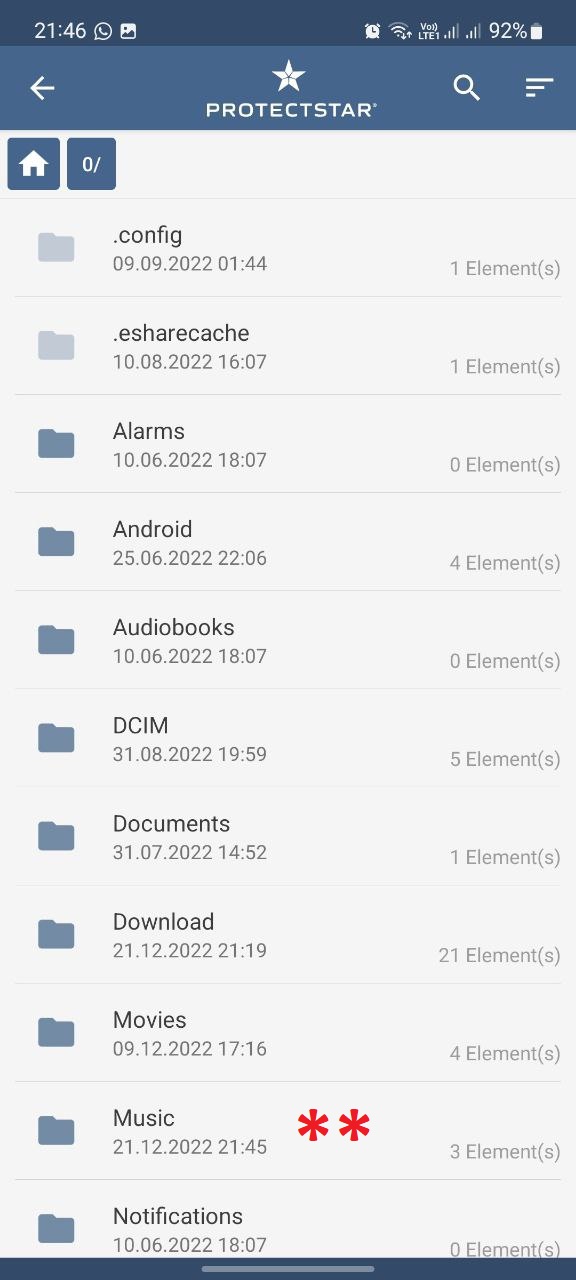 21:46
Vo)) LTE1
92%
PROTECTSTAR
0/
.config
09.09.2022 01:44
1 Element(s)
.esharecache
10.08.2022 16:07
1 Element(s)
Alarms
10.06.2022 18:07
0 Element(s)
Android
25.06.2022 22:06
4 Element(s)
Audiobooks
10.06.2022 18:07
0 Element(s)
DCIM
31.08.2022 19:59
5 Element(s)
Documents
31.07.2022 14:52
1 Element(s)
Download
21.12.2022 21:19
21 Element(s)
Movies
09.12.2022 17:16
4 Element(s)
Music
**
21.12.2022 21:45
3 Element(s)
Notifications
10.06.2022 18:07
0 Element(s)